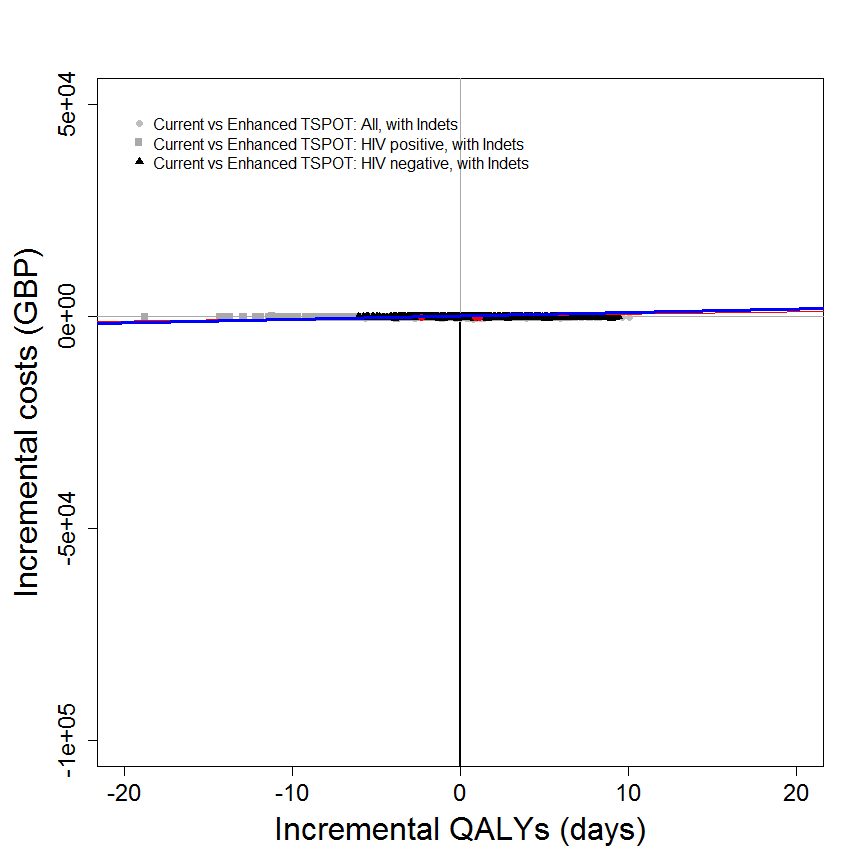 Current vs Enhanced TSPOT: All, with Indets
Current vs Enhanced TSPOT: HIV positive, with Indets
Current vs Enhanced TSPOT: HIV negative, with Indets
5e+04
0e+00
-5e+04
-1e+05
Incremental costs (GBP)
-20 -10 0 10 20
Incremental QALYs (days)